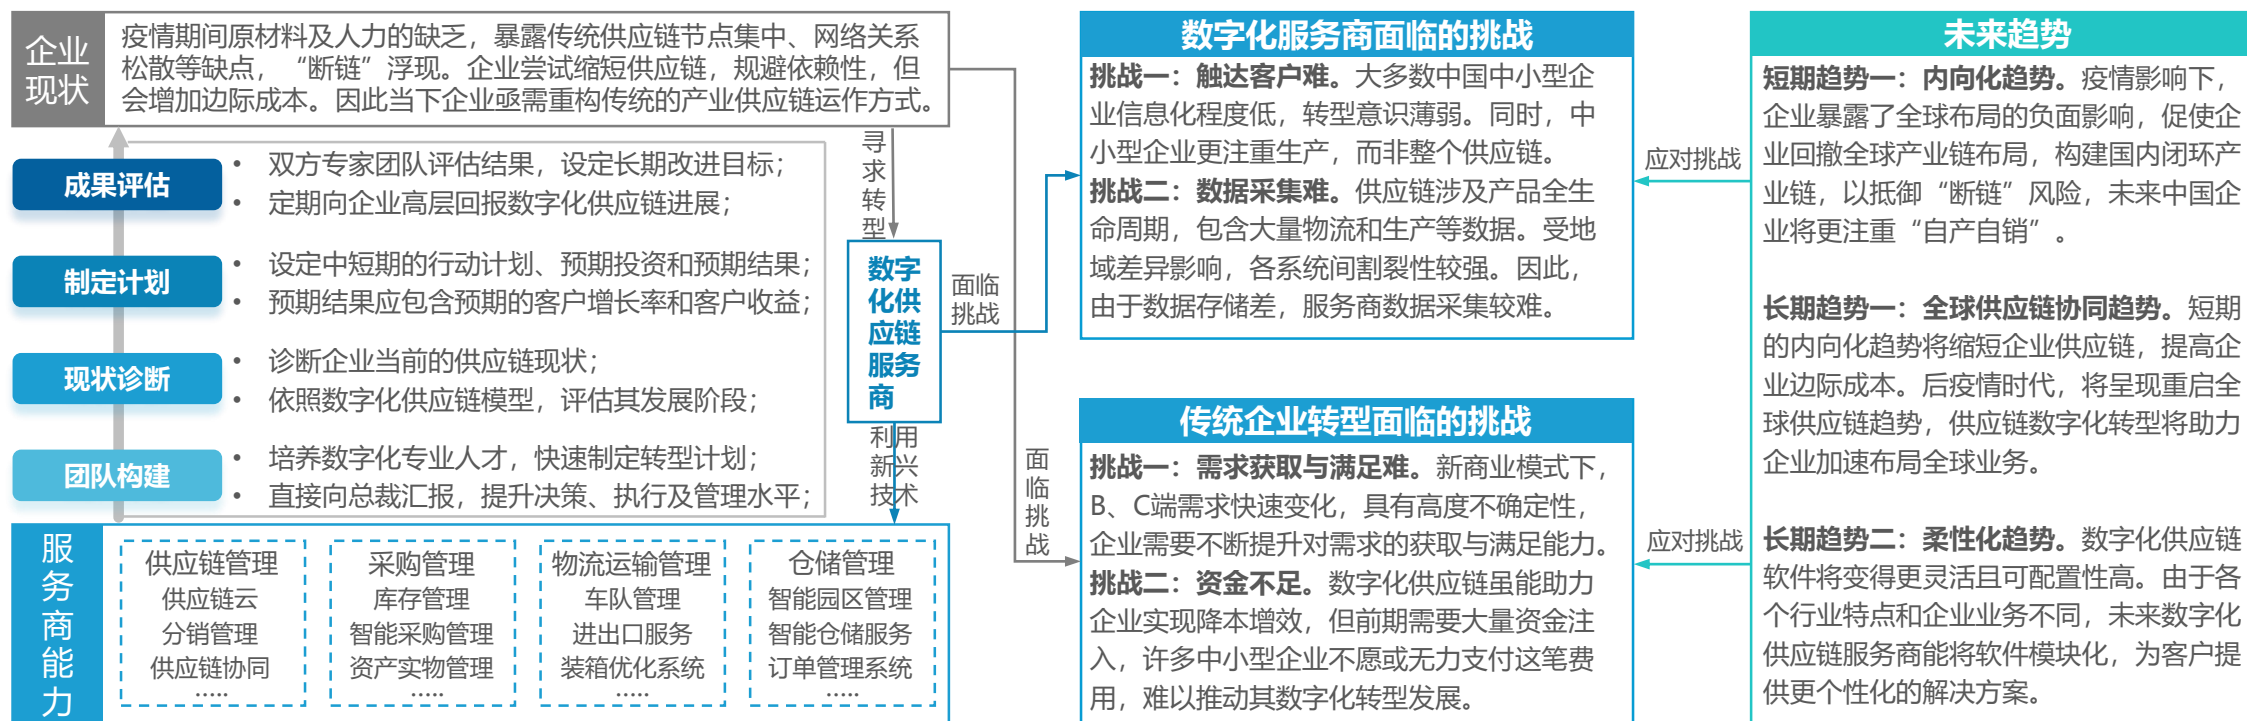 企业
现状
疫情期间原材料及人力的缺乏，暴露传统供应链节点集中、网络关系
松散等缺点，“断链”浮现。企业尝试缩短供应链，规避依赖性，但
会增加边际成本。因此当下企业亟需重构传统的产业供应链运作方式。
成果评估
• 双方专家团队评估结果，设定长期改进目标；
• 定期向企业高层回报数字化供应链进展；
制定计划
• 设定中短期的行动计划、预期投资和预期结果；
• 预期结果应包含预期的客户增长率和客户收益；
现状诊断
• 诊断企业当前的供应链现状；
• 依照数字化供应链模型，评估其发展阶段；
团队构建
• 培养数字化专业人才，快速制定转型计划；
• 直接向总裁汇报，提升决策、执行及管理水平；
寻
求
转
型
数字
化供
应链
服务
商
利用
新兴
技术
服
务
商
能
力
供应链管理
供应链云
分销管理
供应链协同
·····
采购管理
库存管理
智能采购管理
资产实物管理
·····
物流运输管理
车队管理
进出口服务
装箱优化系统
·····
仓储管理
智能园区管理
智能仓储服务
订单管理系统
·····
面临
挑战
面
临
挑
战
数字化服务商面临的挑战
挑战一：触达客户难。大多数中国中小型企
业信息化程度低，转型意识薄弱。同时，中
小型企业更注重生产，而非整个供应链。
挑战二：数据采集难。供应链涉及产品全生
命周期，包含大量物流和生产等数据。受地
域差异影响，各系统间割裂性较强。因此，
由于数据存储差，服务商数据采集较难。
传统企业转型面临的挑战
挑战一：需求获取与满足难。新商业模式下，
B、C端需求快速变化，具有高度不确定性，
企业需要不断提升对需求的获取与满足能力。
挑战二：资金不足。数字化供应链虽能助力
企业实现降本增效，但前期需要大量资金注
入，许多中小型企业不愿或无力支付这笔费
用，难以推动其数字化转型发展。
应对挑战
应对挑战
未来趋势
短期趋势一：内向化趋势。疫情影响下，
企业暴露了全球布局的负面影响，促使企
业回撤全球产业链布局，构建国内闭环产
业链，以抵御“断链”风险，未来中国企
业将更注重“自产自销”。
长期趋势一：全球供应链协同趋势。短期
的内向化趋势将缩短企业供应链，提高企
业边际成本。后疫情时代，将呈现重启全
球供应链趋势，供应链数字化转型将助力
企业加速布局全球业务。
长期趋势二：柔性化趋势。数字化供应链
软件将变得更灵活且可配置性高。由于各
个行业特点和企业业务不同，未来数字化
供应链服务商能将软件模块化，为客户提
供更个性化的解决方案。